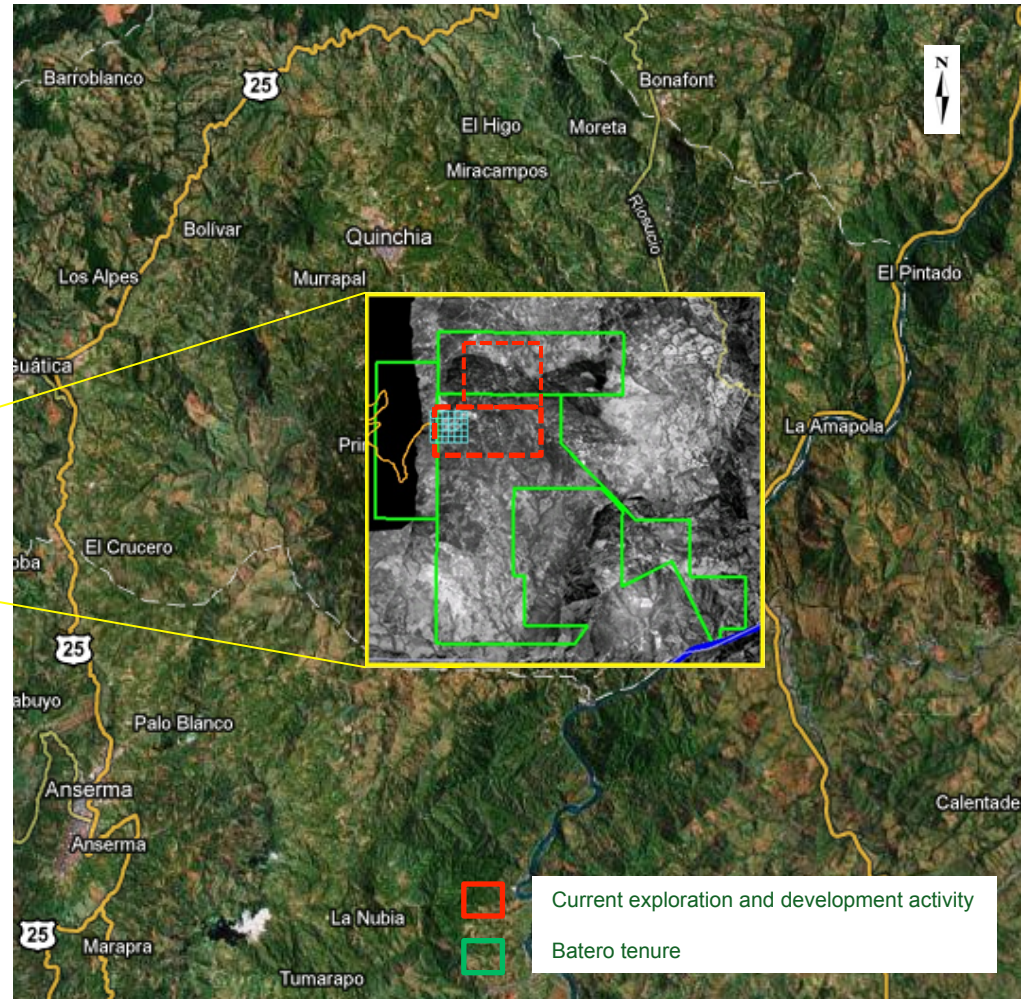 25
Barroblanco
Bonafont
N
El Higo
Moreta
Miracampos
Riosucio
Bolívar
Quinchia
Los Alpes
Murrapal
El Pintado
Guática
La Amapola
El Crucero
25
Palo Blanco
Anserma
Calentade
Anserma
Current exploration and development activity
La Nubia
25
Marapra
Batero tenure
Tumarapo